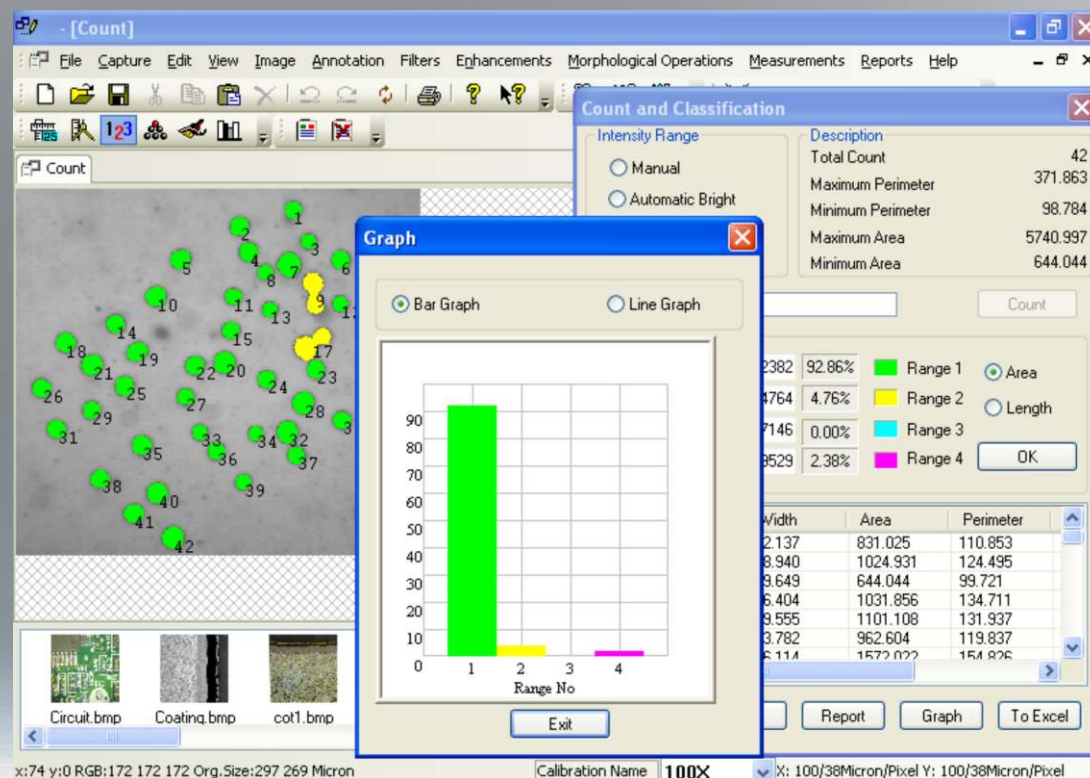 - [Count]
File Capture Edit View Image Annotation Filters Enhancements Morphological Operations Measurements Reports Help
123
Count
Count and Classification
Intensity Range
Manual
Automatic Bright
Description
Total Count 42
Maximum Perimeter 371.863
Minimum Perimeter 98.784
Maximum Area 5740.997
Minimum Area 644.044
Count
1
2
3
4
5
6
7
8
9
10
11
13
14
15
17
18
19
20
21
22
23
24
25
26
27
28
29
31
32
33
34
35
36
37
38
39
40
41
42
Graph
Bar Graph Line Graph
90
80
70
60
50
40
30
20
10
0 1 2 3 4
Range No
Exit
2382 92.86% Range 1
4764 4.76% Range 2
7146 0.00% Range 3
9529 2.38% Range 4
Area
Length
OK
Width Area Perimeter
2.137 831.025 110.853
8.940 1024.931 124.495
9.649 644.044 99.721
6.404 1031.856 134.711
9.555 1101.108 131.937
3.782 962.604 119.837
6.114 1572.022 154.826
Report Graph To Excel
Circuit.bmp Coating.bmp cot1.bmp
x:74 y:0 RGB:172 172 172 Org.Size:297 269 Micron Calibration Name 100X X: 100/38Micron/Pixel Y: 100/38Micron/Pixel